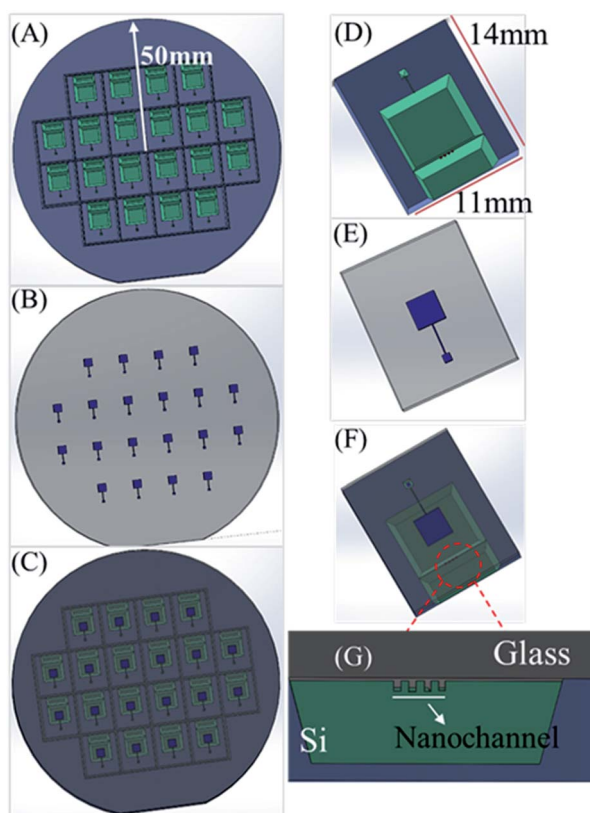 (A)
50mm
(B)
(C)
(D)
14mm
11mm
(E)
(F)
(G)
Glass
Si
Nanochannel